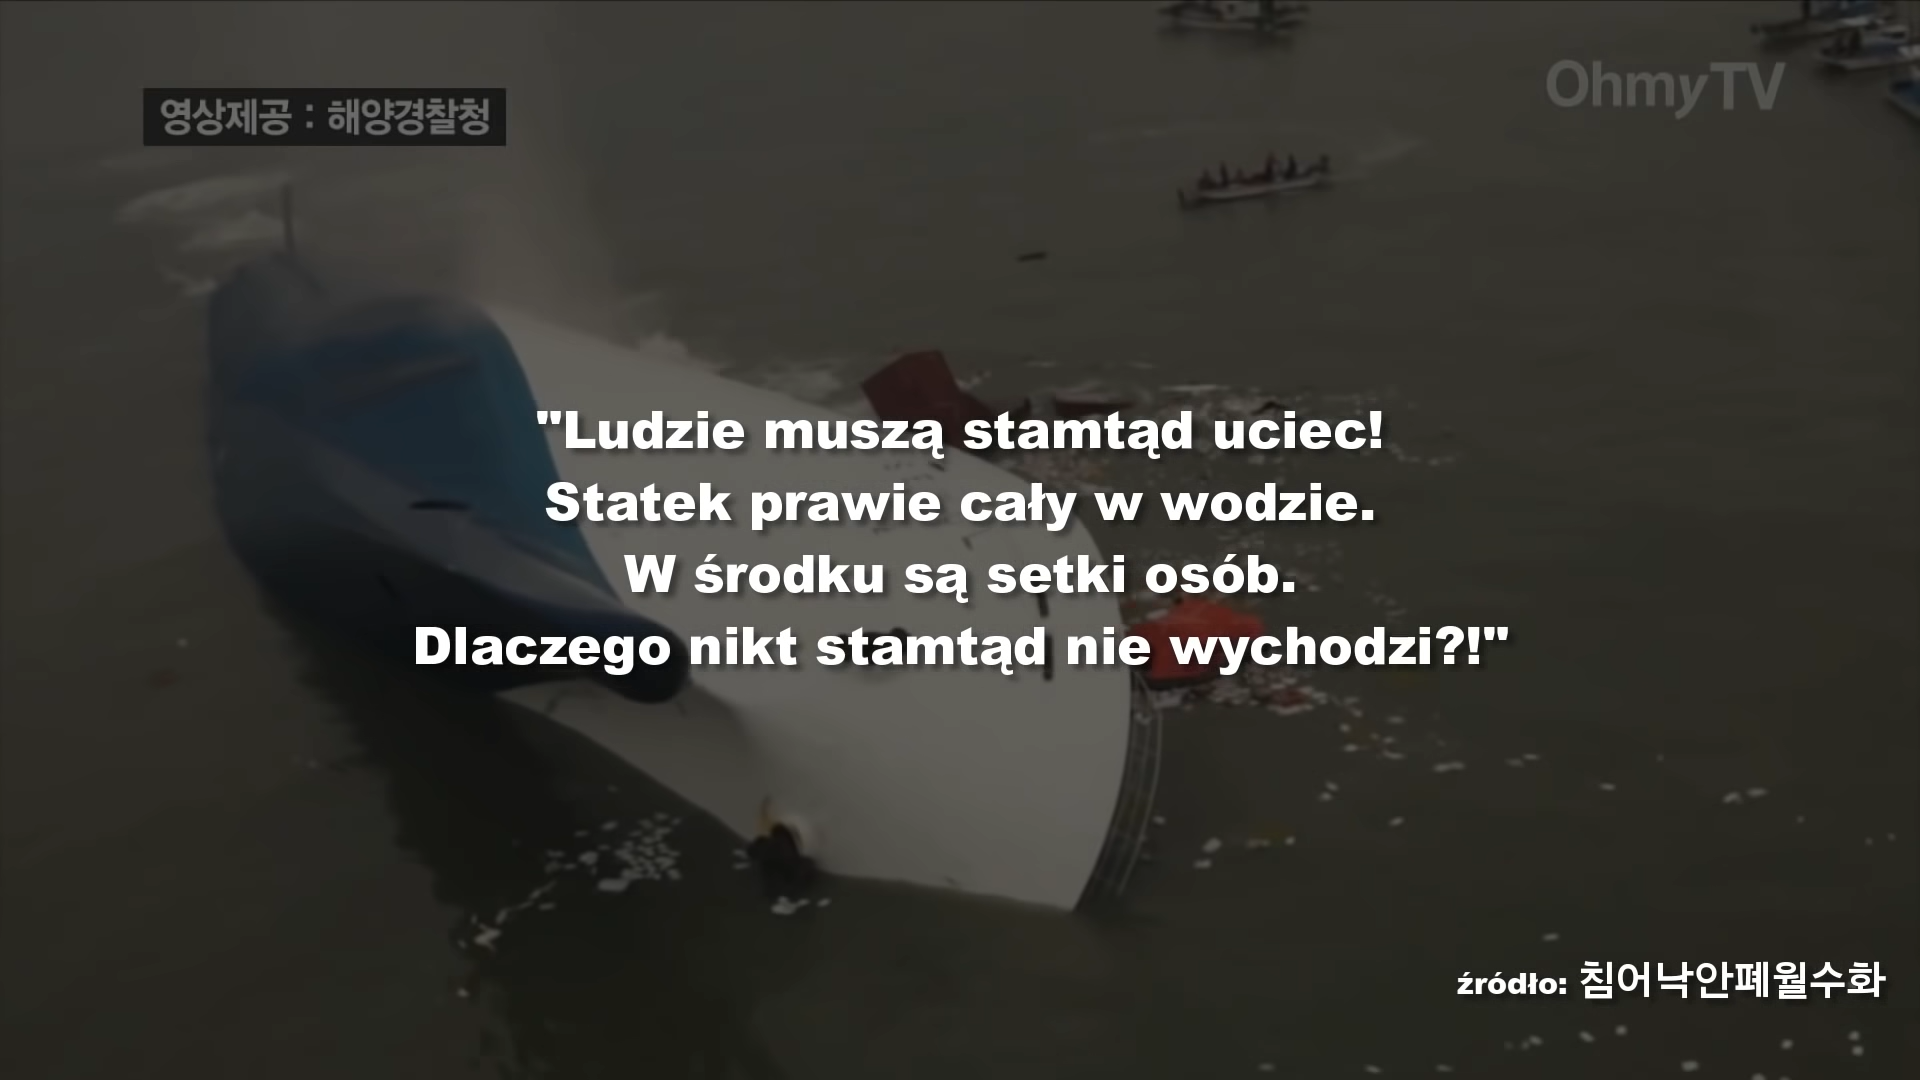 영상제공 : 해양경찰청
OhmyTV
"Ludzie muszą stamtąd uciec!
Statek prawie cały w wodzie.
W środku są setki osób.
Dlaczego nikt stamtąd nie wychodzi?!"
źródło: 침어낙안폐월수화